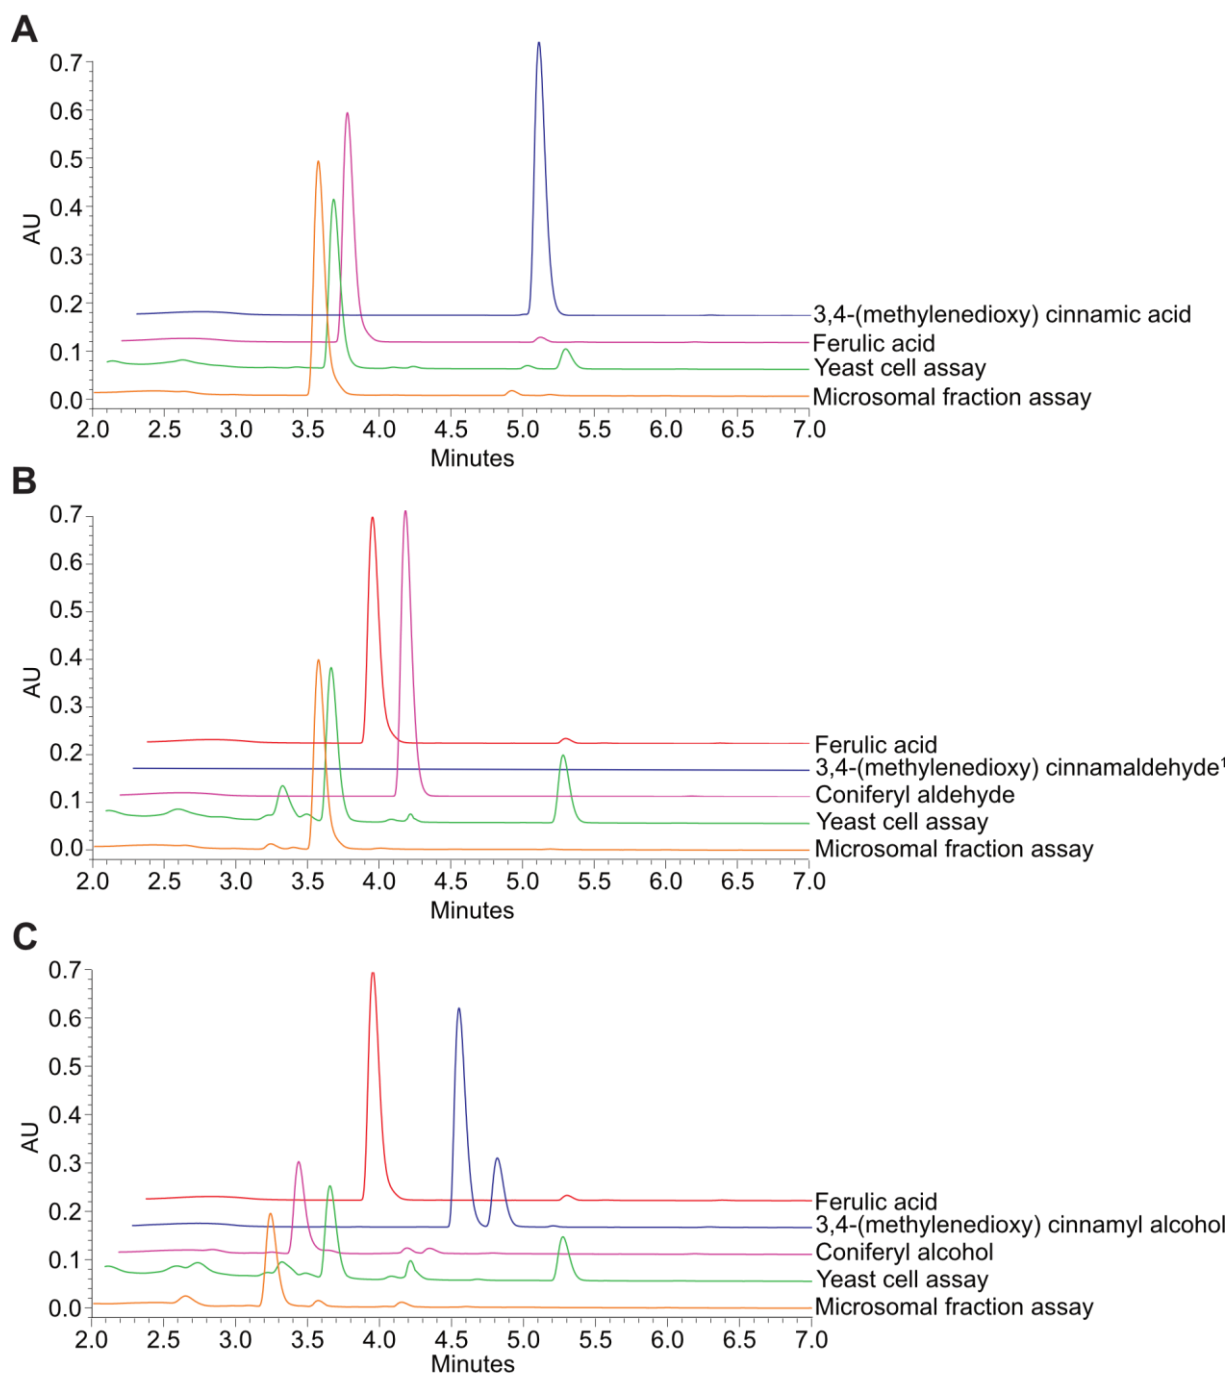 A
0.7
0.6
0.5
0.4
0.3
0.2
0.1
0.0
AU
3,4-(methylenedioxy) cinnamic acid
Ferulic acid
Yeast cell assay
Microsomal fraction assay
2.0 2.5 3.0 3.5 4.0 4.5 5.0 5.5 6.0 6.5 7.0
Minutes
B
0.7
0.6
0.5
0.4
0.3
0.2
0.1
0.0
AU
Ferulic acid
3,4-(methylenedioxy) cinnamaldehyde¹
Coniferyl aldehyde
Yeast cell assay
Microsomal fraction assay
2.0 2.5 3.0 3.5 4.0 4.5 5.0 5.5 6.0 6.5 7.0
Minutes
C
0.7
0.6
0.5
0.4
0.3
0.2
0.1
0.0
AU
Ferulic acid
3,4-(methylenedioxy) cinnamyl alcohol
Coniferyl alcohol
Yeast cell assay
Microsomal fraction assay
2.0 2.5 3.0 3.5 4.0 4.5 5.0 5.5 6.0 6.5 7.0
Minutes